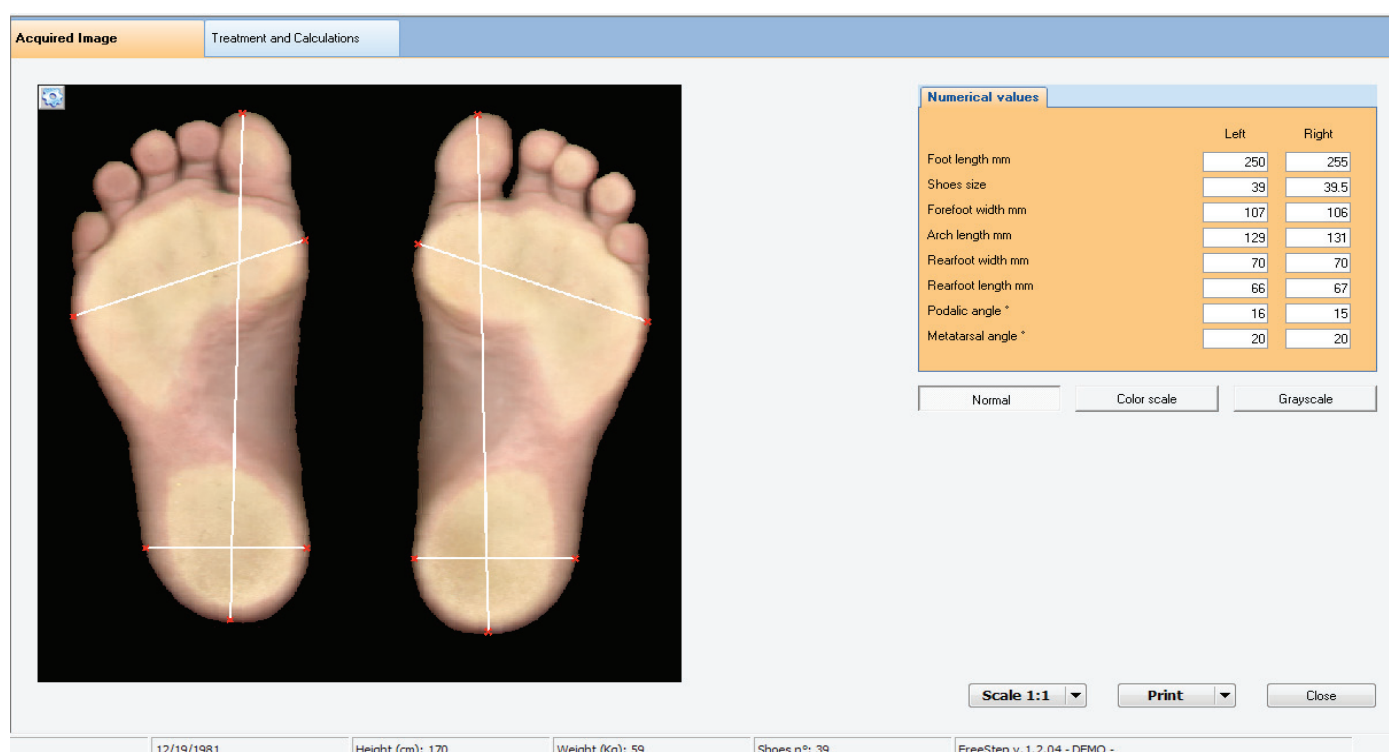 Acquired Image Treatment and Calculations
Numerical values
Left Right
Foot length mm 250 255
Shoes size 39 39.5
Forefoot width mm 107 106
Arch length mm 129 131
Rearfoot width mm 70 70
Rearfoot length mm 66 67
Podalic angle ° 16 15
Metatarsal angle ° 20 20
Normal Color scale Grayscale
Scale 1:1 Print Close
12/19/1981 Height (cm): 170 Weight (Kg): 59 Shoes n°: 39 FreeStep v. 1.2.04 - DEMO -